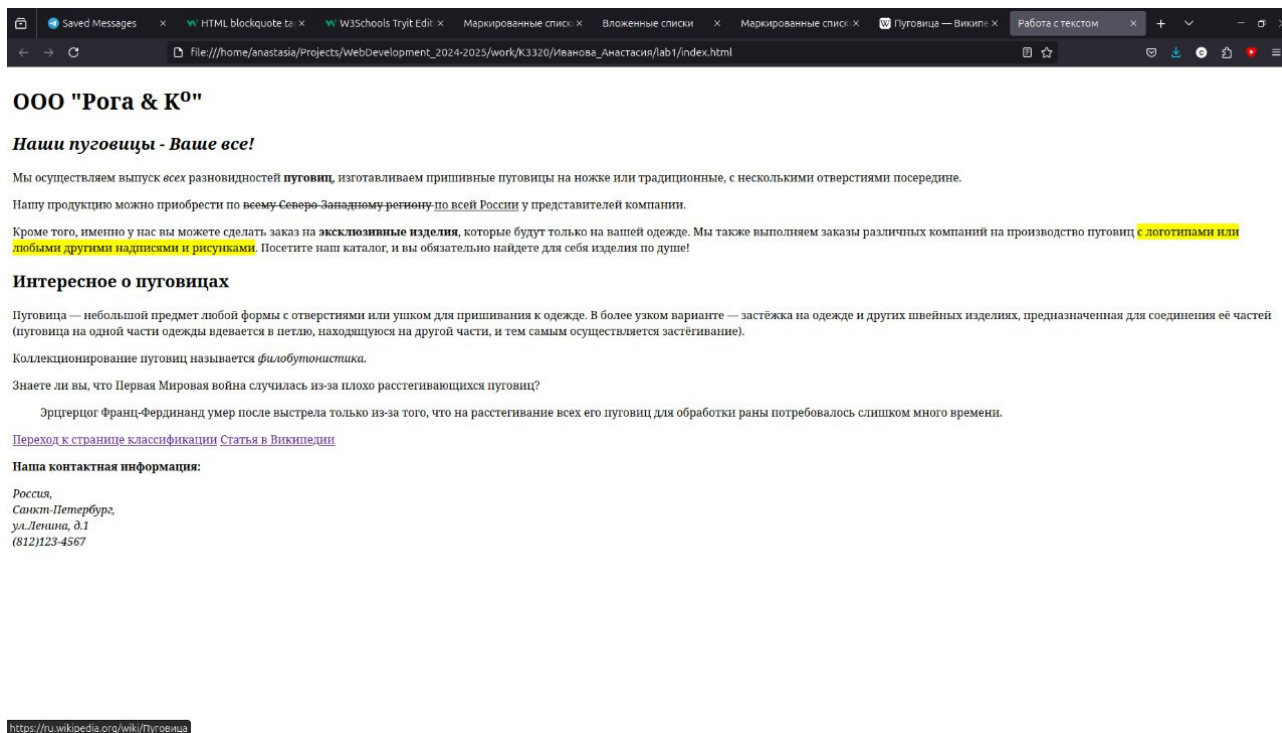 Saved Messages
HTML blockquote ta
W3Schools Tryit Edit
Маркированные списк
Вложенные списки
Маркированные списк
Пуговица — Википе
Работа с текстом
file:///home/anastasia/Projects/WebDevelopment_2024-2025/work/K3320/Иванова_Анастасия/lab1/index.html
ООО "Рога & K⁰"
Наши пуговицы - Ваше все!
Мы осуществляем выпуск всех разновидностей пуговиц, изготавливаем пришивные пуговицы на ножке или традиционные, с несколькими отверстиями посередине.
Нашу продукцию можно приобрести по всему Северо-Западному региону по всей России у представителей компании.
Кроме того, именно у нас вы можете сделать заказ на эксклюзивные изделия, которые будут только на вашей одежде. Мы также выполняем заказы различных компаний на производство пуговиц с логотипами или
любыми другими надписями и рисунками. Посетите наш каталог, и вы обязательно найдете для себя изделия по душе!
Интересное о пуговицах
Пуговица — небольшой предмет любой формы с отверстиями или ушком для пришивания к одежде. В более узком варианте — застёжка на одежде и других швейных изделиях, предназначенная для соединения её частей
(пуговица на одной части одежды вдевается в петлю, находящуюся на другой части, и тем самым осуществляется застёгивание).
Коллекционирование пуговиц называется филобутонистика.
Знаете ли вы, что Первая Мировая война случилась из-за плохо расстегивающихся пуговиц?
Эрцгерцог Франц-Фердинанд умер после выстрела только из-за того, что на расстегивание всех его пуговиц для обработки раны потребовалось слишком много времени.
Переход к странице классификации Статья в Википедии
Наша контактная информация:
Россия,
Санкт-Петербург,
ул.Ленина, д.1
(812)123-4567
https://ru.wikipedia.org/wiki/Пуговица